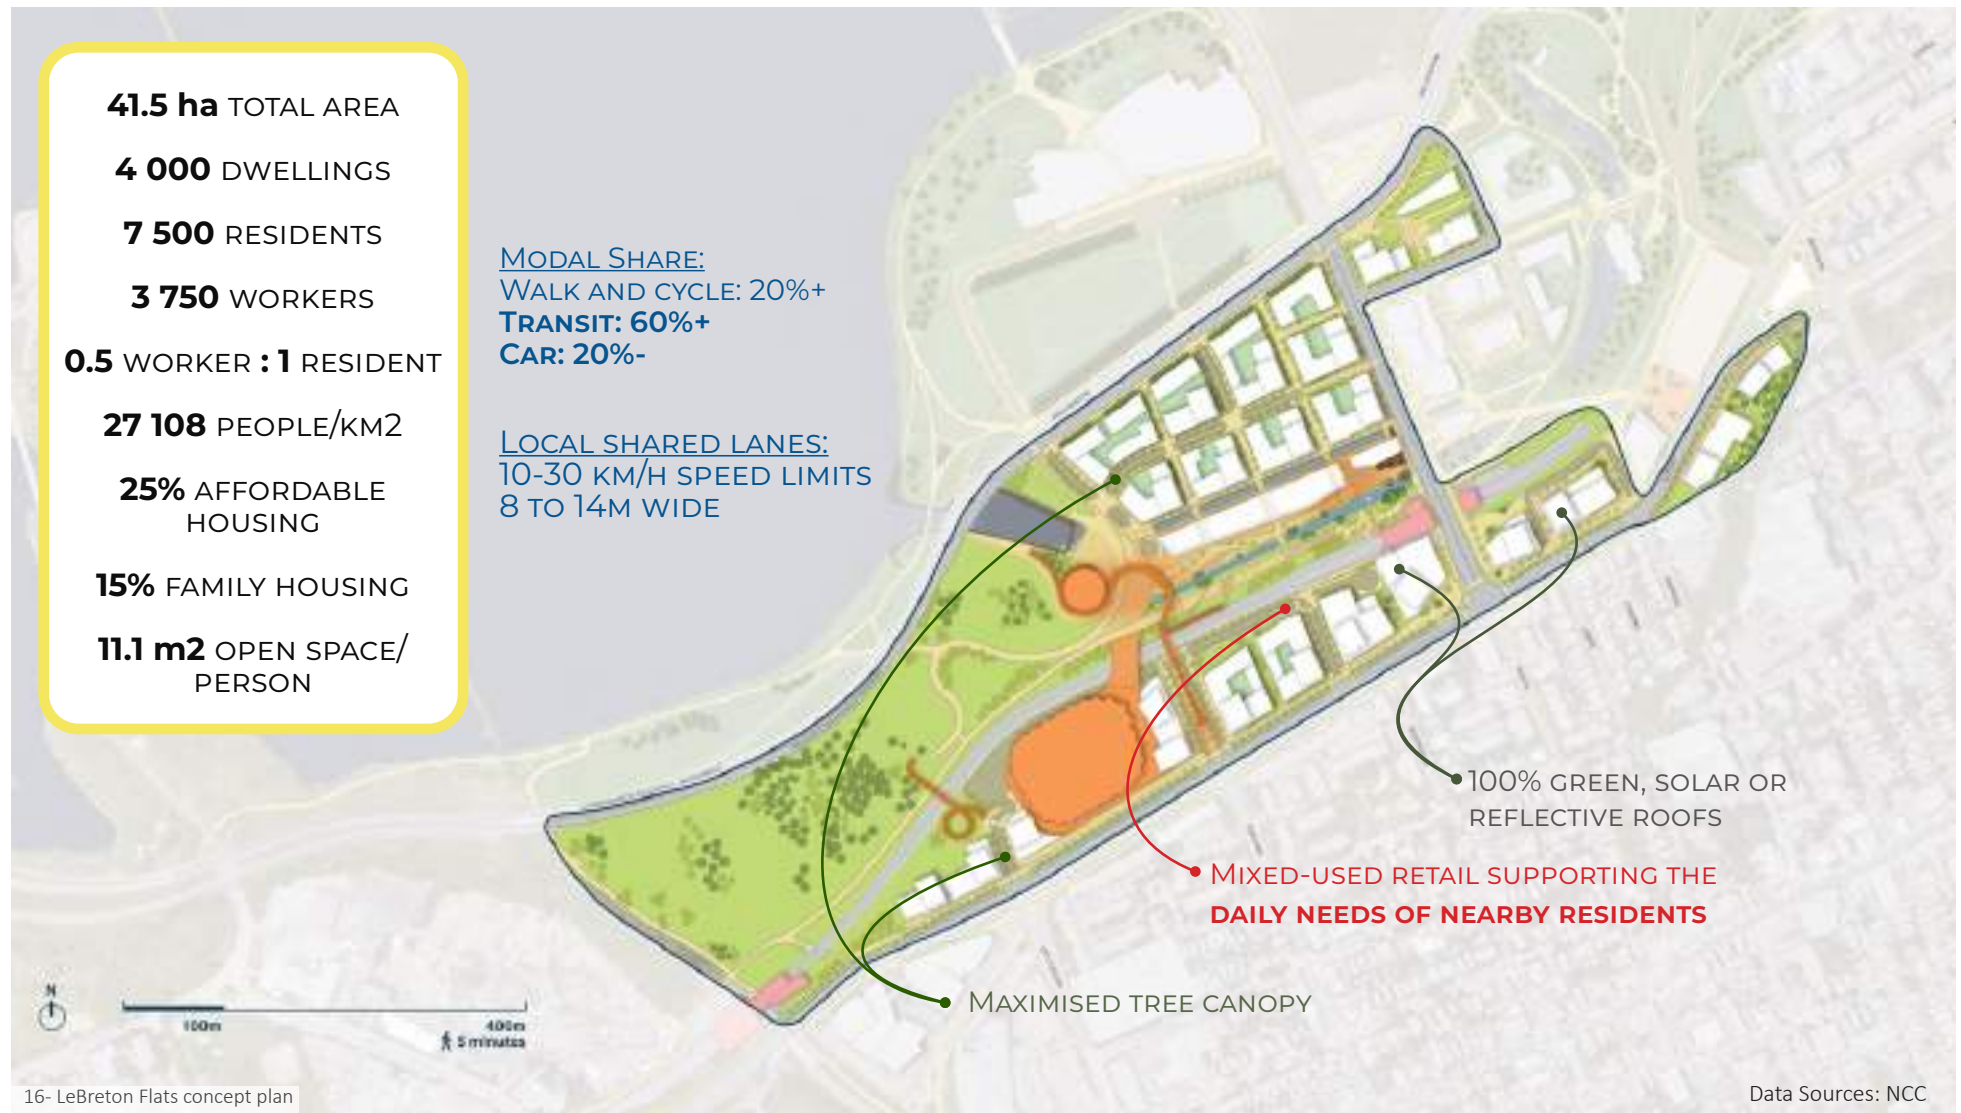 41.5 ha TOTAL AREA
4 000 DWELLINGS
7 500 RESIDENTS
3 750 WORKERS
0.5 WORKER : 1 RESIDENT
27 108 PEOPLE/KM2
25% AFFORDABLE
HOUSING
15% FAMILY HOUSING
11.1 m2 OPEN SPACE/
PERSON
MODAL SHARE:
WALK AND CYCLE: 20%+
TRANSIT: 60%+
CAR: 20%-
LOCAL SHARED LANES:
10-30 KM/H SPEED LIMITS
8 TO 14M WIDE
100% GREEN, SOLAR OR
REFLECTIVE ROOFS
MIXED-USED RETAIL SUPPORTING THE
DAILY NEEDS OF NEARBY RESIDENTS
MAXIMISED TREE CANOPY
N
100m
400m
5 minutes
16- LeBreton Flats concept plan
Data Sources: NCC